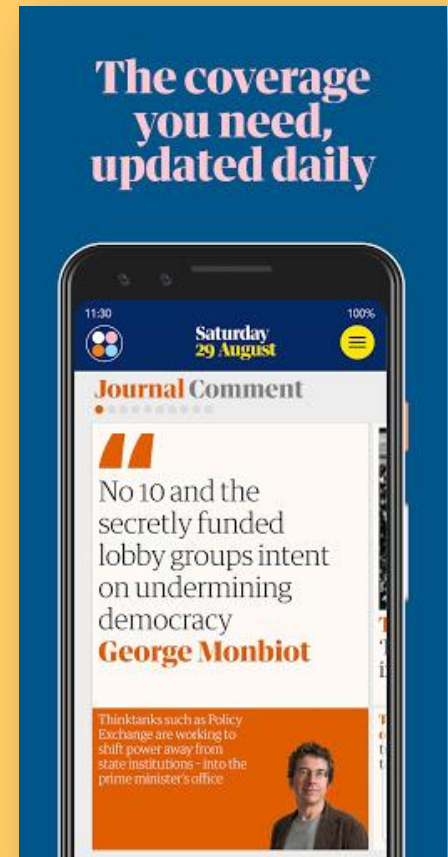 The coverage
you need,
updated daily
11:30
100%
Saturday
29 August
Journal Comment
No 10 and the
secretly funded
lobby groups intent
on undermining
democracy
George Monbiot
Thinktanks such as Policy
Exchange are working to
shift power away from
state institutions – into the
prime minister's office